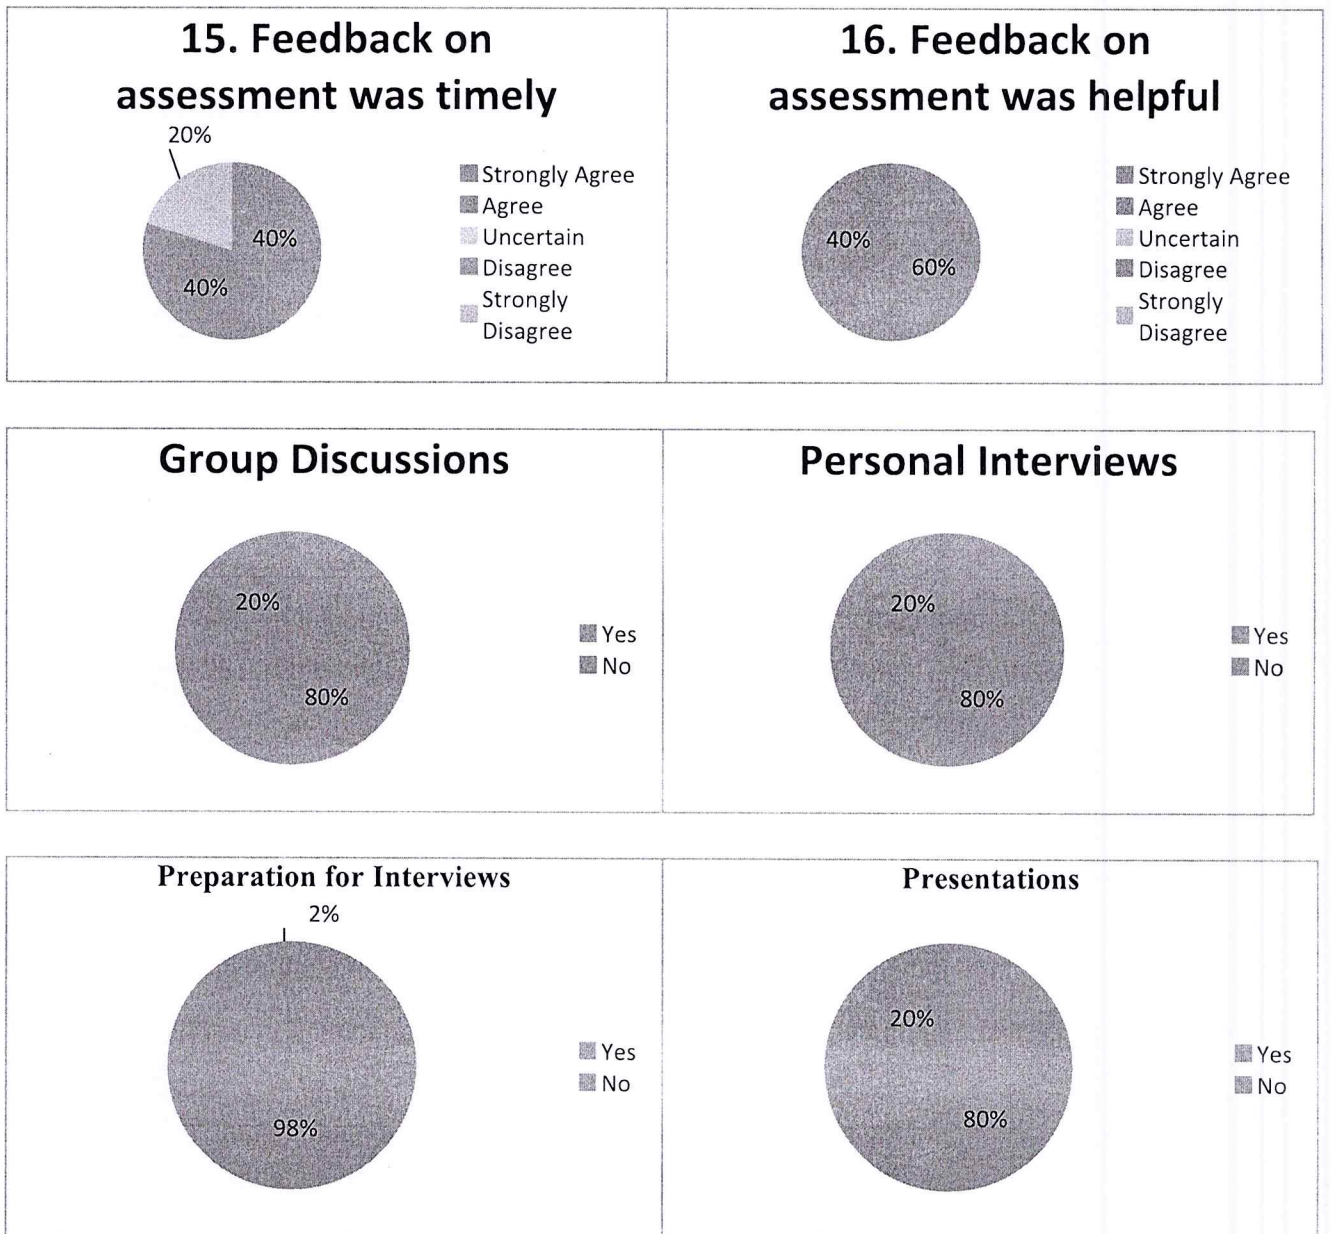 15. Feedback on
assessment was timely
20%
40%
40%
Strongly Agree
Agree
Uncertain
Disagree
Strongly
Disagree
16. Feedback on
assessment was helpful
40%
60%
Strongly Agree
Agree
Uncertain
Disagree
Strongly
Disagree
Group Discussions
20%
80%
Yes
No
Personal Interviews
20%
80%
Yes
No
Preparation for Interviews
2%
98%
Yes
No
Presentations
20%
80%
Yes
No